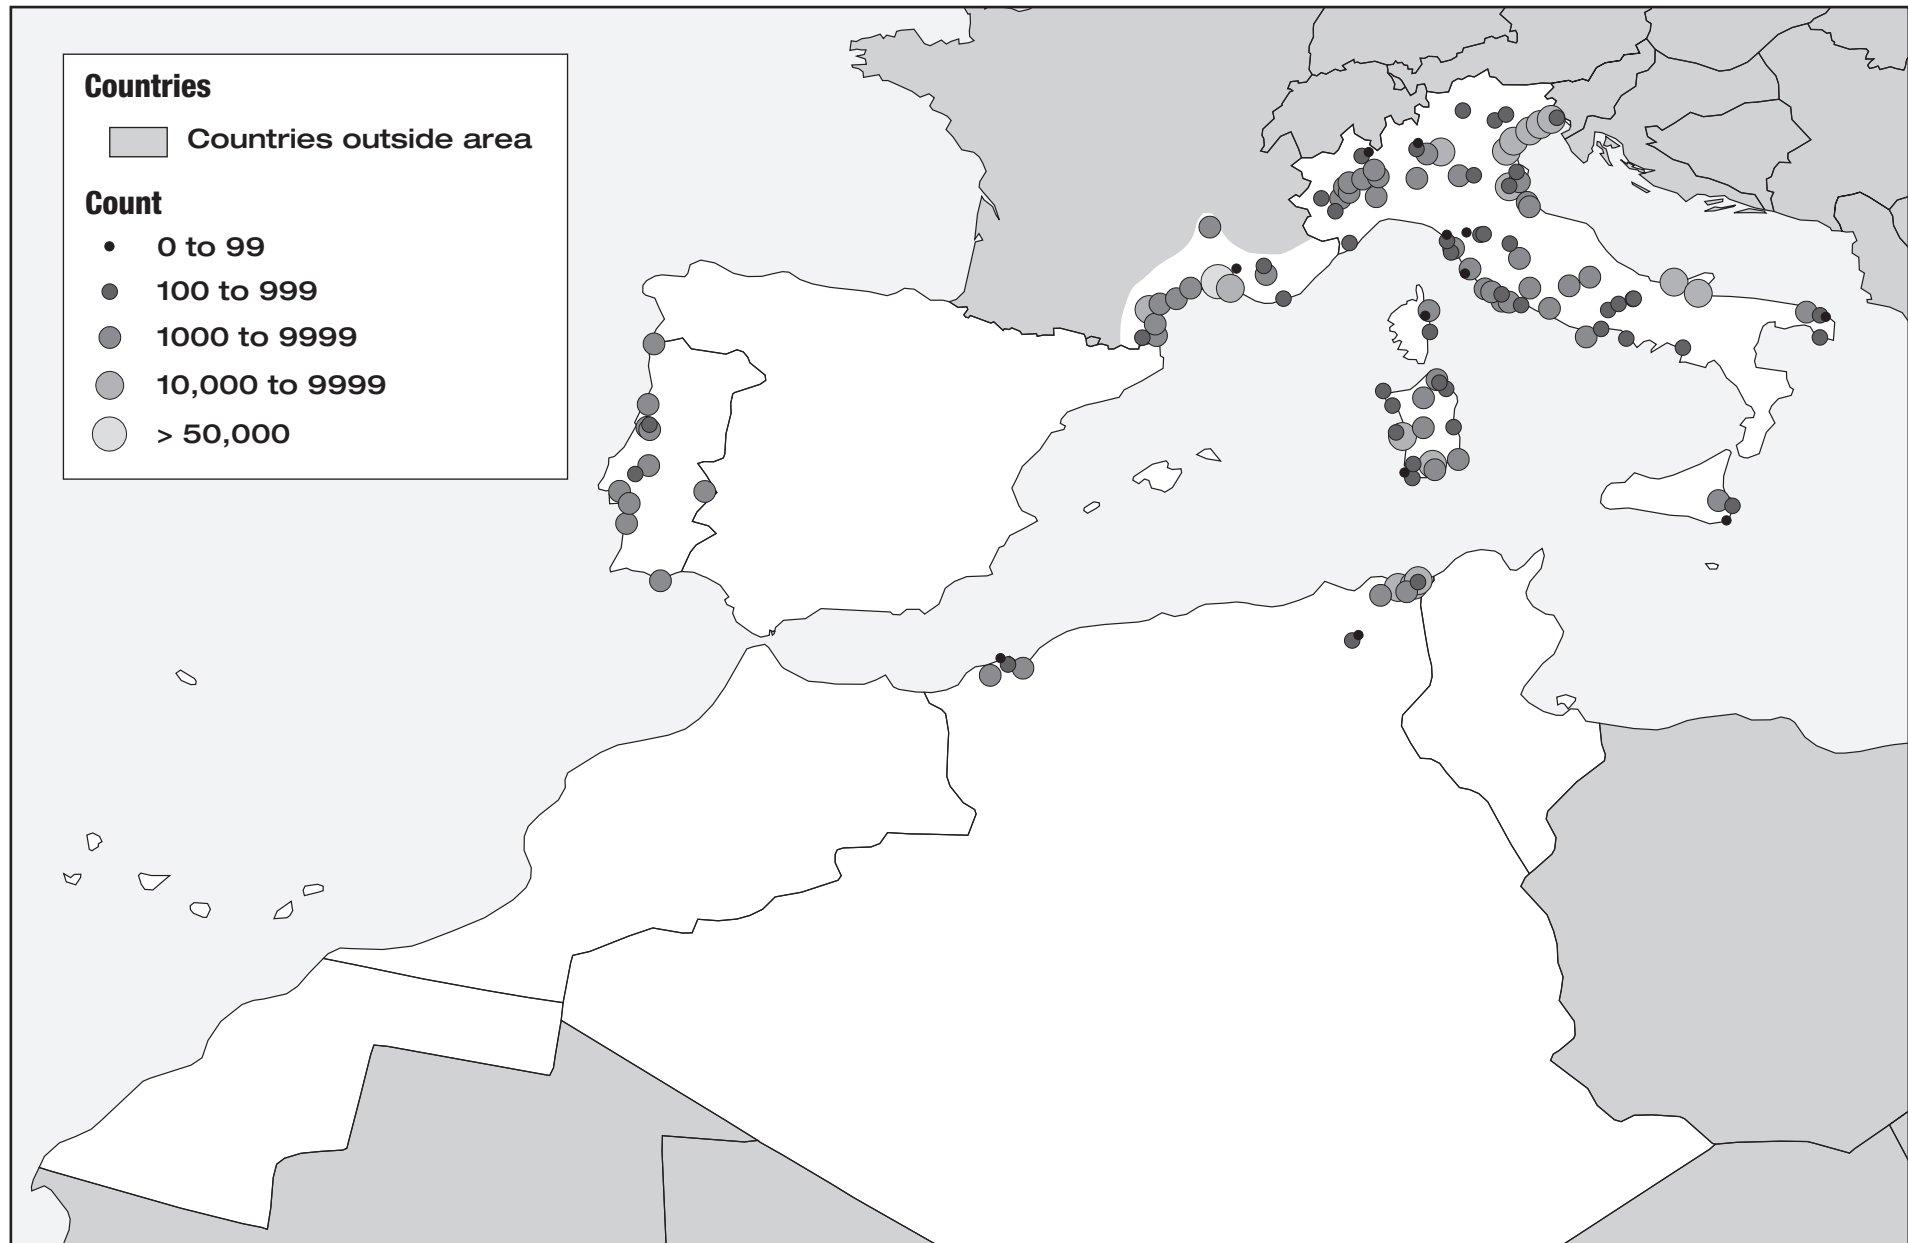 Countries
Countries outside area
Count
0 to 99
100 to 999
1000 to 9999
10,000 to 9999
> 50,000